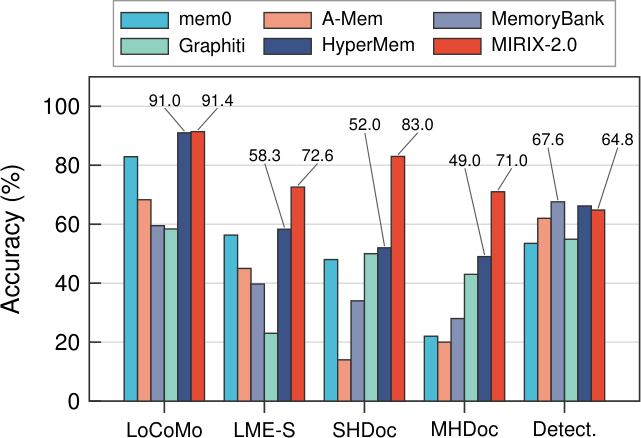 mem0 A-Mem MemoryBank
Graphiti HyperMem MIRIX-2.0
Accuracy (%)
100
80
60
40
20
0
91.0 91.4
58.3 72.6
52.0 83.0
49.0 71.0
67.6 64.8
LoCoMo LME-S SHDoc MHDoc Detect.